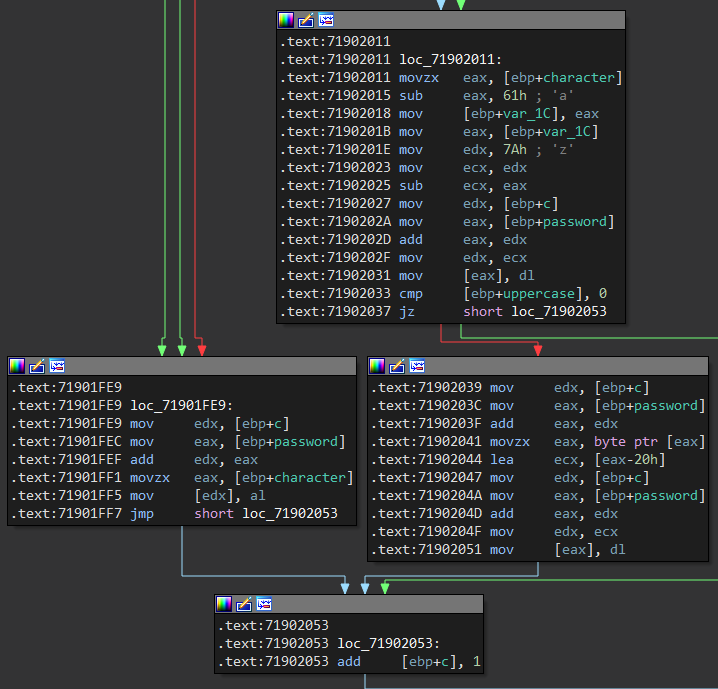 .text:71902011
.text:71902011 loc_71902011:
.text:71902011 movzx   eax, [ebp+character]
.text:71902015 sub     eax, 61h ; 'a'
.text:71902018 mov     [ebp+var_1C], eax
.text:7190201B mov     eax, [ebp+var_1C]
.text:7190201E mov     edx, 7Ah ; 'z'
.text:71902023 mov     ecx, edx
.text:71902025 sub     ecx, eax
.text:71902027 mov     edx, [ebp+c]
.text:7190202A mov     eax, [ebp+password]
.text:7190202D add     eax, edx
.text:7190202F mov     edx, ecx
.text:71902031 mov     [eax], dl
.text:71902033 cmp     [ebp+uppercase], 0
.text:71902037 jz      short loc_71902053
.text:71901FE9
.text:71901FE9 loc_71901FE9:
.text:71901FE9 mov     edx, [ebp+c]
.text:71901FEC mov     eax, [ebp+password]
.text:71901FEF add     edx, eax
.text:71901FF1 movzx   eax, [ebp+character]
.text:71901FF5 mov     [edx], al
.text:71901FF7 jmp     short loc_71902053
.text:71902039 mov     edx, [ebp+c]
.text:7190203C mov     eax, [ebp+password]
.text:7190203F add     eax, edx
.text:71902041 movzx   eax, byte ptr [eax]
.text:71902044 lea     ecx, [eax-20h]
.text:71902047 mov     edx, [ebp+c]
.text:7190204A mov     eax, [ebp+password]
.text:7190204D add     eax, edx
.text:7190204F mov     edx, ecx
.text:71902051 mov     [eax], dl
.text:71902053
.text:71902053 loc_71902053:
.text:71902053 add     [ebp+c], 1